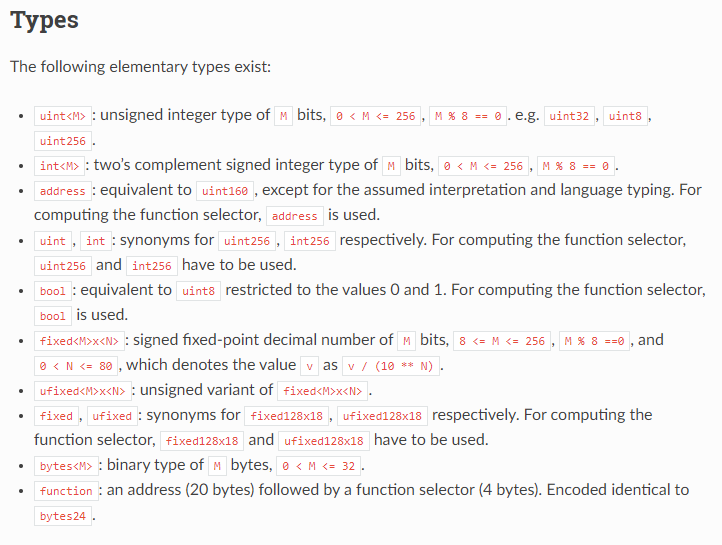 Types
The following elementary types exist:
• uint<M> : unsigned integer type of M bits, 0 < M <= 256 , M % 8 == 0 . e.g. uint32 , uint8 ,
uint256 .
• int<M> : two's complement signed integer type of M bits, 0 < M <= 256 , M % 8 == 0 .
• address : equivalent to uint160 , except for the assumed interpretation and language typing. For
computing the function selector, address is used.
• uint , int : synonyms for uint256 , int256 respectively. For computing the function selector,
uint256 and int256 have to be used.
• bool : equivalent to uint8 restricted to the values 0 and 1. For computing the function selector,
bool is used.
• fixed<M>x<N> : signed fixed-point decimal number of M bits, 8 <= M <= 256 , M % 8 ==0 , and
0 < N <= 80 , which denotes the value v as v / (10 ** N) .
• ufixed<M>x<N> : unsigned variant of fixed<M>x<N> .
• fixed , ufixed : synonyms for fixed128x18 , ufixed128x18 respectively. For computing the
function selector, fixed128x18 and ufixed128x18 have to be used.
• bytes<M> : binary type of M bytes, 0 < M <= 32 .
• function : an address (20 bytes) followed by a function selector (4 bytes). Encoded identical to
bytes24 .